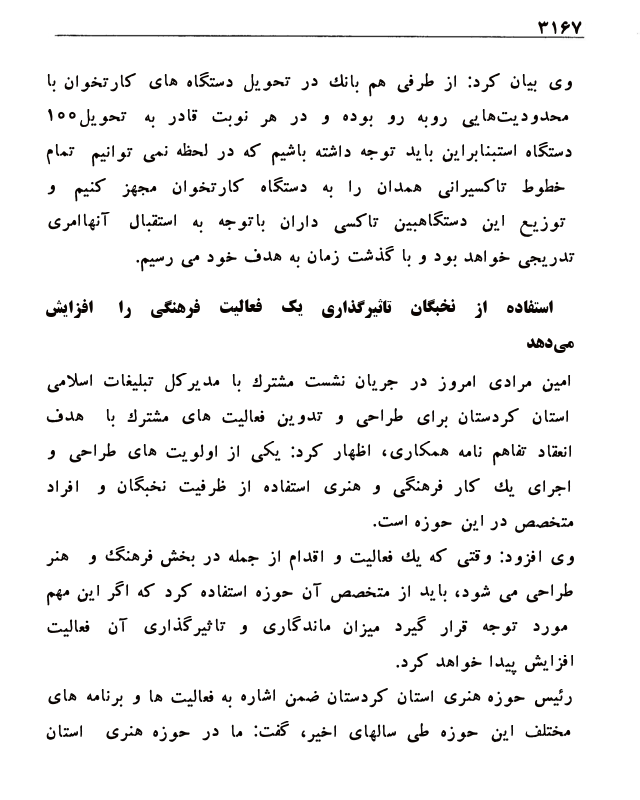 ۳۱۶۷
وی بیان کرد: از طرفی هم بانك در تحویل دستگاه های کارتخوان با
محدودیت‌هایی روبه رو بوده و در هر نوبت قادر به تحویل۱۰۰
دستگاه استبنابراین باید توجه داشته باشیم که در لحظه نمی توانیم تمام
خطوط تاکسیرانی همدان را به دستگاه کارتخوان مجهز کنیم و
توزیع این دستگاهبین تاکسی داران باتوجه به استقبال آنهاامری
تدریجی خواهد بود و با گذشت زمان به هدف خود می رسیم.
استفاده از نخبگان تاثیرگذاری یک فعالیت فرهنگی را افزایش
می‌دهد
امین مرادی امروز در جریان نشست مشترك با مدیرکل تبلیغات اسلامی
استان کردستان برای طراحی و تدوین فعالیت های مشترك با هدف
انعقاد تفاهم نامه همکاری، اظهار کرد: یکی از اولویت های طراحی و
اجرای یك کار فرهنگی و هنری استفاده از ظرفیت نخبگان و افراد
متخصص در این حوزه است.
وی افزود: وقتی که یك فعالیت و اقدام از جمله در بخش فرهنگ و هنر
طراحی می شود، باید از متخصص آن حوزه استفاده کرد که اگر این مهم
مورد توجه قرار گیرد میزان ماندگاری و تاثیرگذاری آن فعالیت
افزایش پیدا خواهد کرد.
رئیس حوزه هنری استان کردستان ضمن اشاره به فعالیت ها و برنامه های
مختلف این حوزه طی سالهای اخیر، گفت: ما در حوزه هنری استان